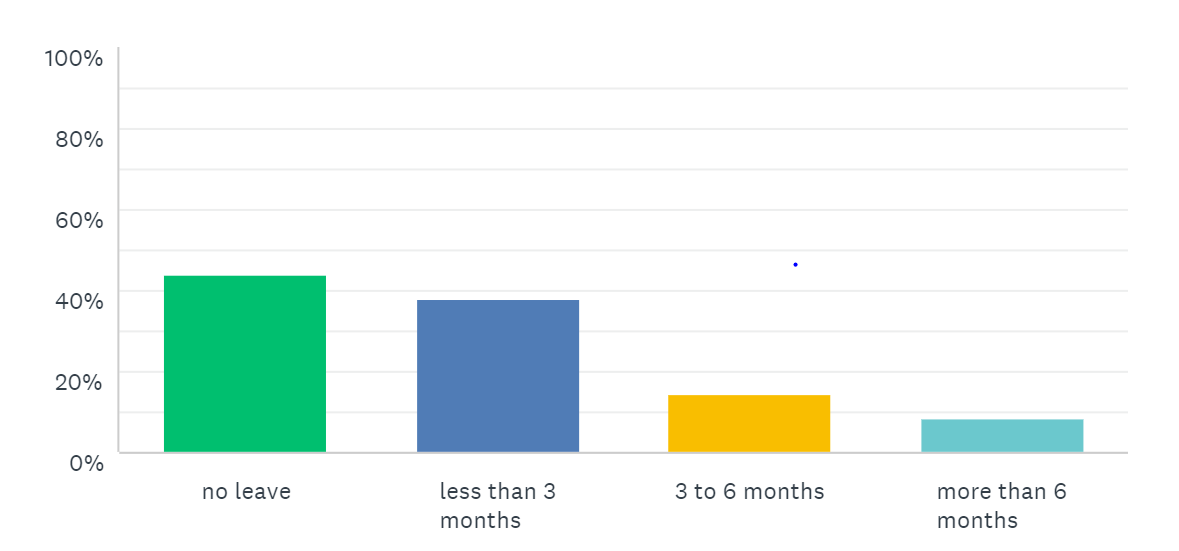 100%
80%
60%
40%
20%
0%
no leave
less than 3
months
3 to 6 months
more than 6
months